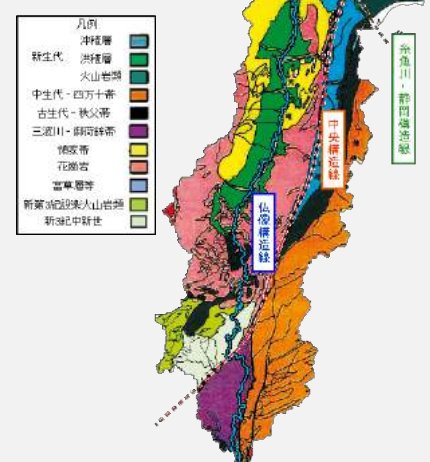 凡例
沖積層
新生代 洪積層
火山岩類
中生代-四万十帯
古生代-秩父帯
三波川-御荷鉾帯
領家帯
花崗岩
富草層等
新第3紀設楽火山岩類
新3紀中新世
糸魚川・静岡構造線
中央構造線
仏像構造線